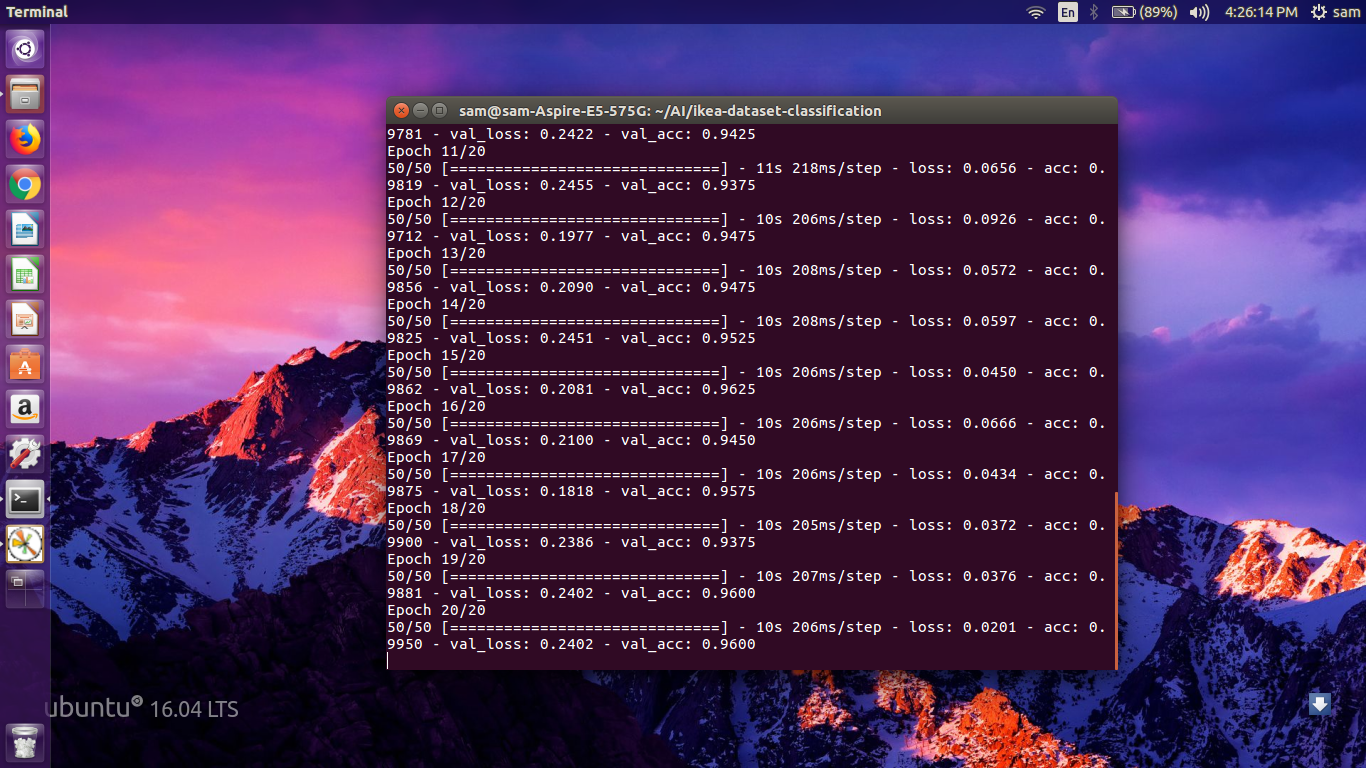 Terminal
En
(89%)
4:26:14 PM
sam
sam@sam-Aspire-E5-575G: ~/AI/ikea-dataset-classification
9781 - val_loss: 0.2422 - val_acc: 0.9425
Epoch 11/20
50/50 [==============================] - 11s 218ms/step - loss: 0.0656 - acc: 0.
9819 - val_loss: 0.2455 - val_acc: 0.9375
Epoch 12/20
50/50 [==============================] - 10s 206ms/step - loss: 0.0926 - acc: 0.
9712 - val_loss: 0.1977 - val_acc: 0.9475
Epoch 13/20
50/50 [==============================] - 10s 208ms/step - loss: 0.0572 - acc: 0.
9856 - val_loss: 0.2090 - val_acc: 0.9475
Epoch 14/20
50/50 [==============================] - 10s 208ms/step - loss: 0.0597 - acc: 0.
9825 - val_loss: 0.2451 - val_acc: 0.9525
Epoch 15/20
50/50 [==============================] - 10s 206ms/step - loss: 0.0450 - acc: 0.
9862 - val_loss: 0.2081 - val_acc: 0.9625
Epoch 16/20
50/50 [==============================] - 10s 206ms/step - loss: 0.0666 - acc: 0.
9869 - val_loss: 0.2100 - val_acc: 0.9450
Epoch 17/20
50/50 [==============================] - 10s 206ms/step - loss: 0.0434 - acc: 0.
9875 - val_loss: 0.1818 - val_acc: 0.9575
Epoch 18/20
50/50 [==============================] - 10s 205ms/step - loss: 0.0372 - acc: 0.
9900 - val_loss: 0.2386 - val_acc: 0.9375
Epoch 19/20
50/50 [==============================] - 10s 207ms/step - loss: 0.0376 - acc: 0.
9881 - val_loss: 0.2402 - val_acc: 0.9600
Epoch 20/20
50/50 [==============================] - 10s 206ms/step - loss: 0.0201 - acc: 0.
9950 - val_loss: 0.2402 - val_acc: 0.9600
ubuntu 16.04 LTS